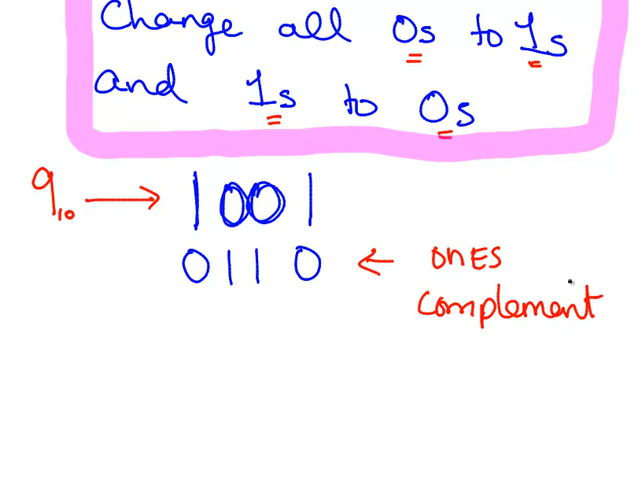 Change all 0s to 1s
and 1s to 0s
9₁₀ → 1001
0110 ← ones
complement